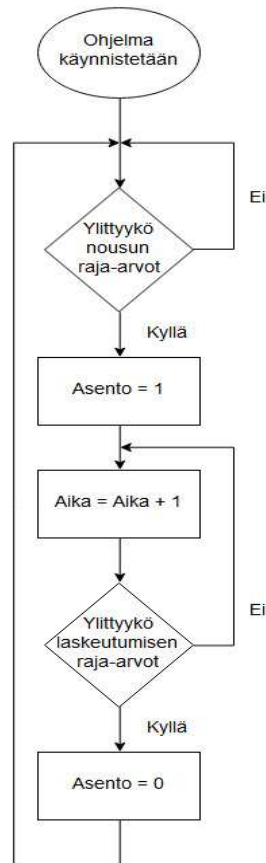 Ohjelma
käynnistetään
Ei
Ylittyykö
nousun
raja-arvot
Kyllä
Asento = 1
Aika = Aika + 1
Ei
Ylittyykö
laskeutumisen
raja-arvot
Kyllä
Asento = 0